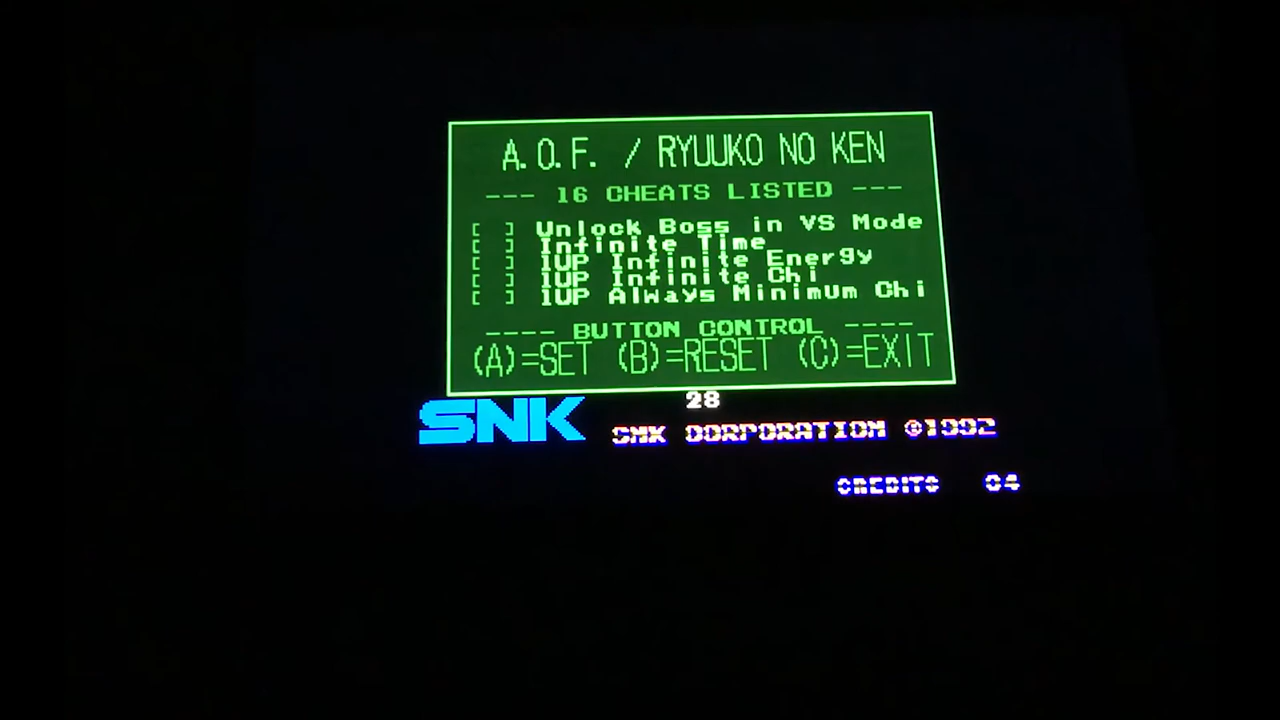 A.O.F. / RYUUKO NO KEN
--- 16 CHEATS LISTED ---
[ ] Unlock Boss in VS Mode
[ ] Infinite Time
[ ] 1UP Infinite Energy
[ ] 1UP Infinite Chi
[ ] 1UP Always Minimum Chi
---- BUTTON CONTROL ----
(A)=SET (B)=RESET (C)=EXIT
28
SNK SNK CORPORATION ©1992
CREDITS 04